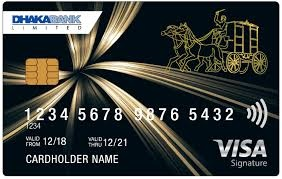 DHAKABANK
LIMITED
1234 5678 9876 5432
1234
VALID FROM 12/18 VALID THRU 12/21
CARDHOLDER NAME
VISA
Signature